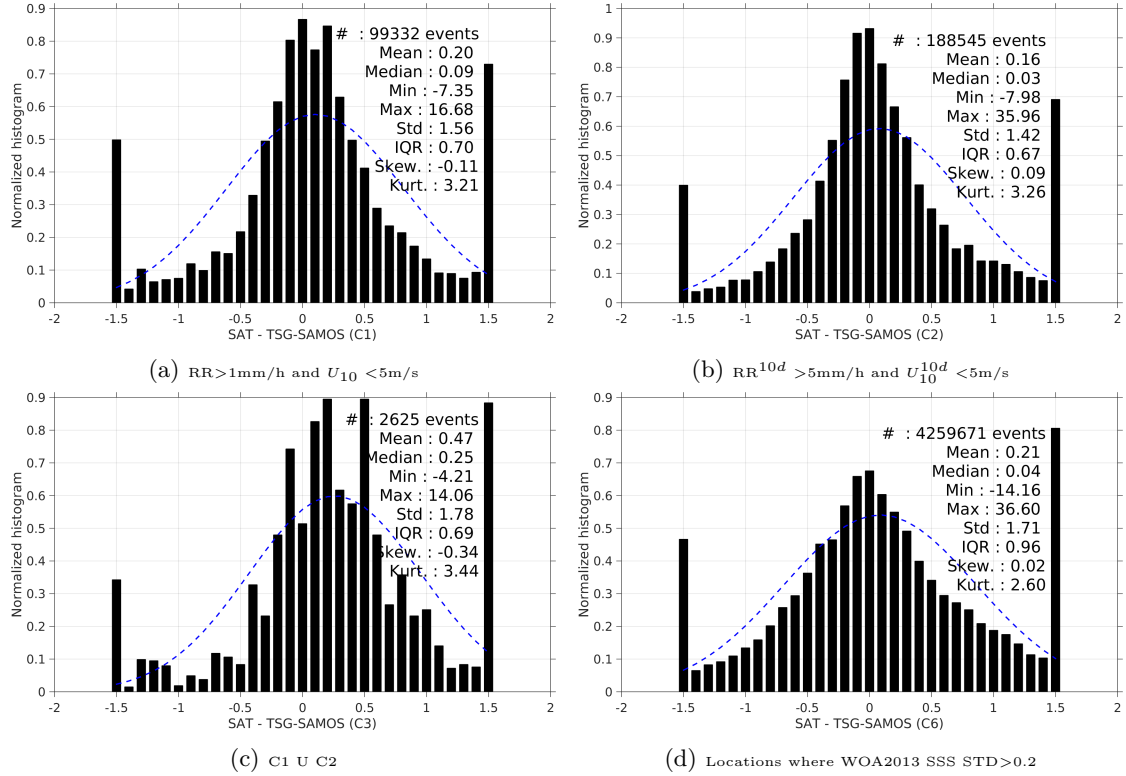 Normalized histogram
0.9
0.8
0.7
0.6
0.5
0.4
0.3
0.2
0.1
0
# : 99332 events
Mean : 0.20
Median : 0.09
Min : -7.35
Max : 16.68
Std : 1.56
IQR : 0.70
Skew. : -0.11
Kurt. : 3.21
-2 -1.5 -1 -0.5 0 0.5 1 1.5 2
SAT - TSG-SAMOS (C1)
(a) RR>1mm/h and U10 <5m/s
Normalized histogram
1
0.9
0.8
0.7
0.6
0.5
0.4
0.3
0.2
0.1
0
# : 188545 events
Mean : 0.16
Median : 0.03
Min : -7.98
Max : 35.96
Std : 1.42
IQR : 0.67
Skew. : 0.09
Kurt. : 3.26
-2 -1.5 -1 -0.5 0 0.5 1 1.5 2
SAT - TSG-SAMOS (C2)
(b) RR10d >5mm/h and U10 10d <5m/s
Normalized histogram
0.9
0.8
0.7
0.6
0.5
0.4
0.3
0.2
0.1
0
# : 2625 events
Mean : 0.47
Median : 0.25
Min : -4.21
Max : 14.06
Std : 1.78
IQR : 0.69
Skew. : -0.34
Kurt. : 3.44
-2 -1.5 -1 -0.5 0 0.5 1 1.5 2
SAT - TSG-SAMOS (C3)
(c) C1 U C2
Normalized histogram
0.9
0.8
0.7
0.6
0.5
0.4
0.3
0.2
0.1
0
# : 4259671 events
Mean : 0.21
Median : 0.04
Min : -14.16
Max : 36.60
Std : 1.71
IQR : 0.96
Skew. : 0.02
Kurt. : 2.60
-2 -1.5 -1 -0.5 0 0.5 1 1.5 2
SAT - TSG-SAMOS (C6)
(d) Locations where WOA2013 SSS STD>0.2